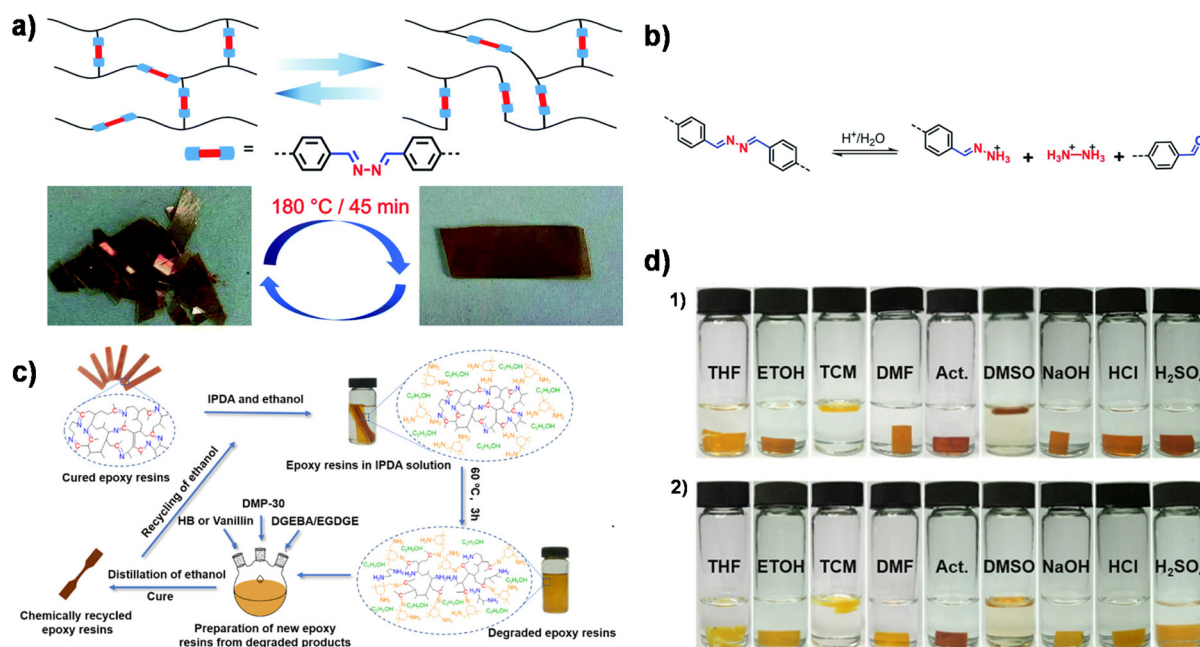 a)
=
N-N
180 °C / 45 min
b)
H⁺/H₂O
N-N
N
NH₃
+
+
H₃N-NH₃
+
+ +
O
c)
IPDA and ethanol
Cured epoxy resins
Epoxy resins in IPDA solution
Recycling of ethanol
60 °C, 3h
DMP-30
HB or Vanillin
DGEBA/EGDGE
Distillation of ethanol
Cure
Chemically recycled
epoxy resins
Preparation of new epoxy
resins from degraded products
Degraded epoxy resins
d)
1)
THF ETOH TCM DMF Act. DMSO NaOH HCl H₂SO
2)
THF ETOH TCM DMF Act. DMSO NaOH HCl H₂SO